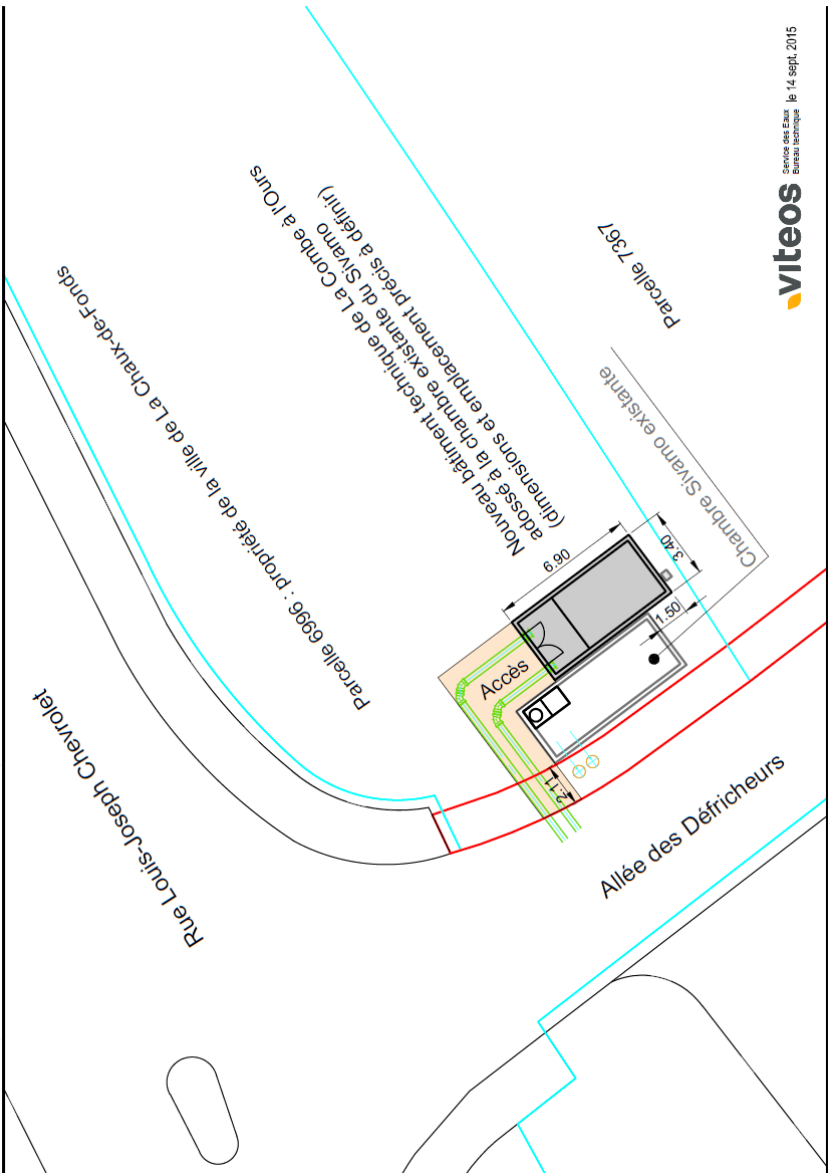 viteos
Service des Eaux
Bureau technique
le 14 sept. 2015
Parcelle 7367
Nouveau bâtiment technique de La Combe à l'Ours
adossé à la chambre existante du Sivamo
(dimensions et emplacement précis à définir)
Parcelle 6996 : propriété de la ville de La Chaux-de-Fonds
Chambre Sivamo existante
6.90
3.40
1.50
Accès
2.11
Rue Louis-Joseph Chevrolet
Allée des Défricheurs